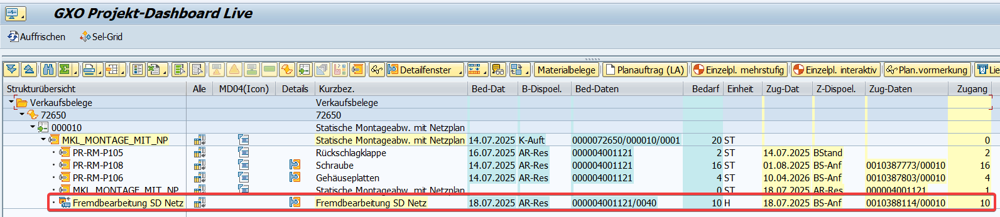 GXO Projekt-Dashboard Live
Auffrischen Sel-Grid
Detailfenster Materialbelege Planauftrag (LA) Einzelpl. mehrstufig Einzelpl. interaktiv Plan.vormerkung Lie
Strukturübersicht Alle MD04(Icon) Details Kurzbez. Bed-Dat B-Dispoel. Bed-Daten Bedarf Einheit Zug-Dat Z-Dispoel. Zug-Daten Zugang
Verkaufsbelege Verkaufsbelege
72650 72650
000010 Statische Montageabw. mit Netzplan
MKL_MONTAGE_MIT_NP Statische Montageabw. mit Netzplan 14.07.2025 K-Auft 0000072650/000010/0001 20 ST 0
PR-RM-P105 Rückschlagklappe 16.07.2025 AR-Res 000004001121 2 ST 14.07.2025 BStand 2
PR-RM-P108 Schraube 14.07.2025 AR-Res 000004001121 16 ST 01.08.2025 BS-Anf 0010387773/00010 16
PR-RM-P106 Gehäuseplatten 14.07.2025 AR-Res 000004001121 4 ST 10.04.2026 BS-Anf 0010387803/00010 4
MKL_MONTAGE_MIT_NP Statische Montageabw. mit Netzplan 0 ST 18.07.2025 AR-Res 000004001121 1
Fremdbearbeitung SD Netz Fremdbearbeitung SD Netz 18.07.2025 AR-Res 000004001121/0040 10 H 18.07.2025 BS-Anf 0010388114/00010 10